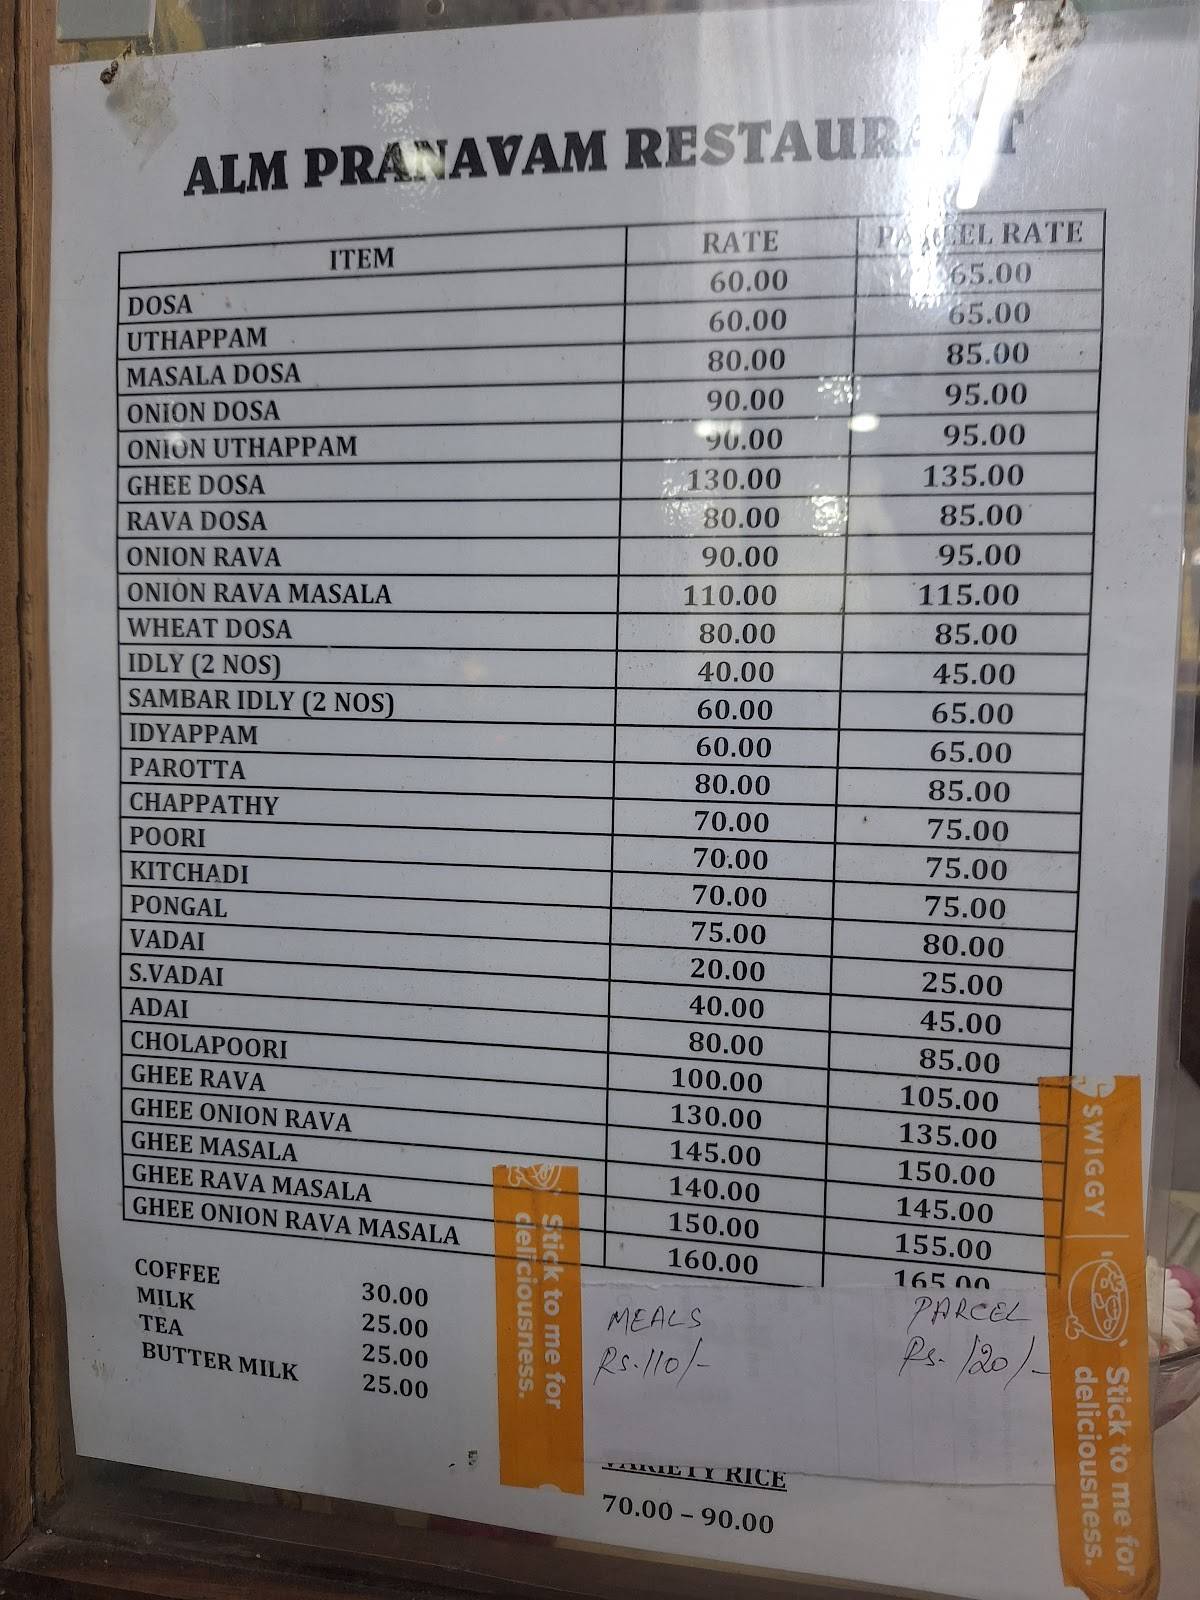 ALM PRANAVAM RESTAURANT
ITEM RATE PARCEL RATE
DOSA 60.00 65.00
UTHAPPAM 60.00 65.00
MASALA DOSA 80.00 85.00
ONION DOSA 90.00 95.00
ONION UTHAPPAM 90.00 95.00
GHEE DOSA 130.00 135.00
RAVA DOSA 80.00 85.00
ONION RAVA 90.00 95.00
ONION RAVA MASALA 110.00 115.00
WHEAT DOSA 80.00 85.00
IDLY (2 NOS) 40.00 45.00
SAMBAR IDLY (2 NOS) 60.00 65.00
IDYAPPAM 60.00 65.00
PAROTTA 80.00 85.00
CHAPPATHY 70.00 75.00
POORI 70.00 75.00
KITCHADI 70.00 75.00
PONGAL 75.00 80.00
VADAI 20.00 25.00
S.VADAI 40.00 45.00
ADAI 80.00 85.00
CHOLAPOORI 100.00 105.00
GHEE RAVA 130.00 135.00
GHEE ONION RAVA 145.00 150.00
GHEE MASALA 140.00 145.00
GHEE RAVA MASALA 150.00 155.00
GHEE ONION RAVA MASALA 160.00 165.00
COFFEE 30.00
MILK 25.00
TEA 25.00
BUTTER MILK 25.00
MEALS PARCEL
Rs.110/- Rs. 120/-
VARIETY RICE
70.00 – 90.00
Stick to me for
deliciousness.
SWIGGY
Stick to me for
deliciousness.